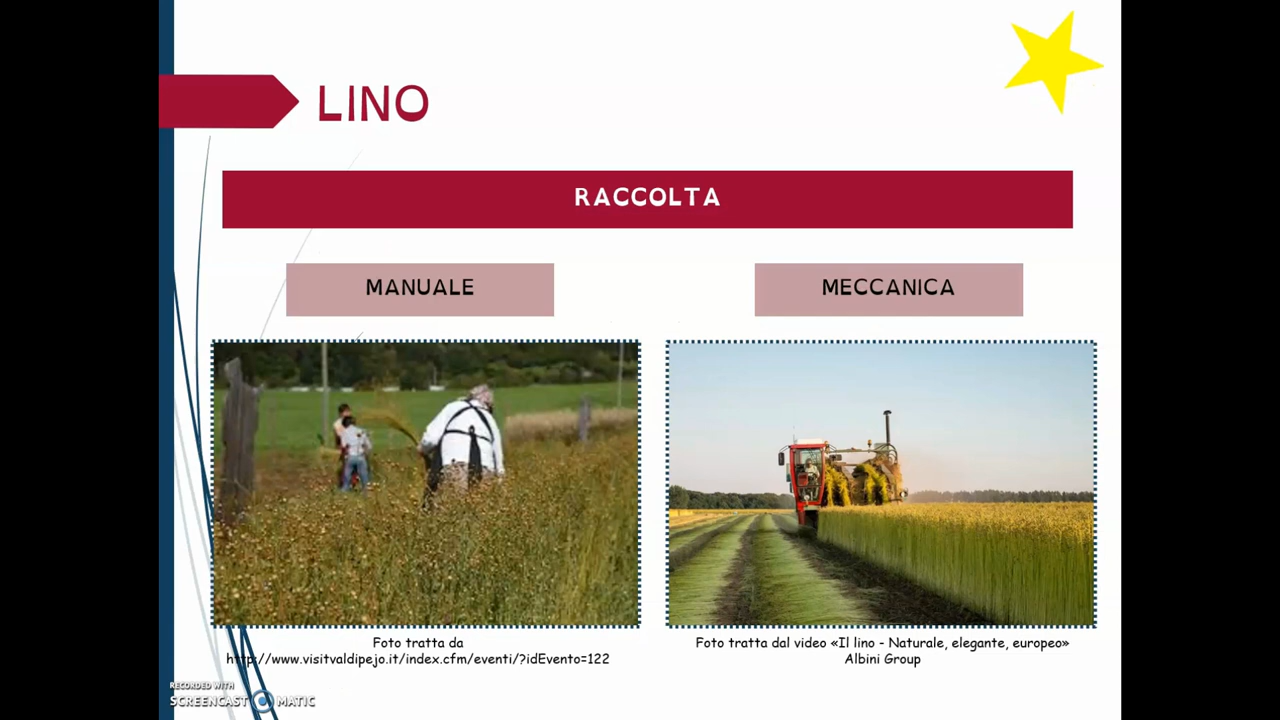 LINO
RACCOLTA
MANUALE
MECCANICA
Foto tratta da
http://www.visitvaldipejo.it/index.cfm/eventi/?idEvento=122
Foto tratta dal video «Il lino - Naturale, elegante, europeo»
Albini Group
RECORDED WITH
SCREENCAST MATIC